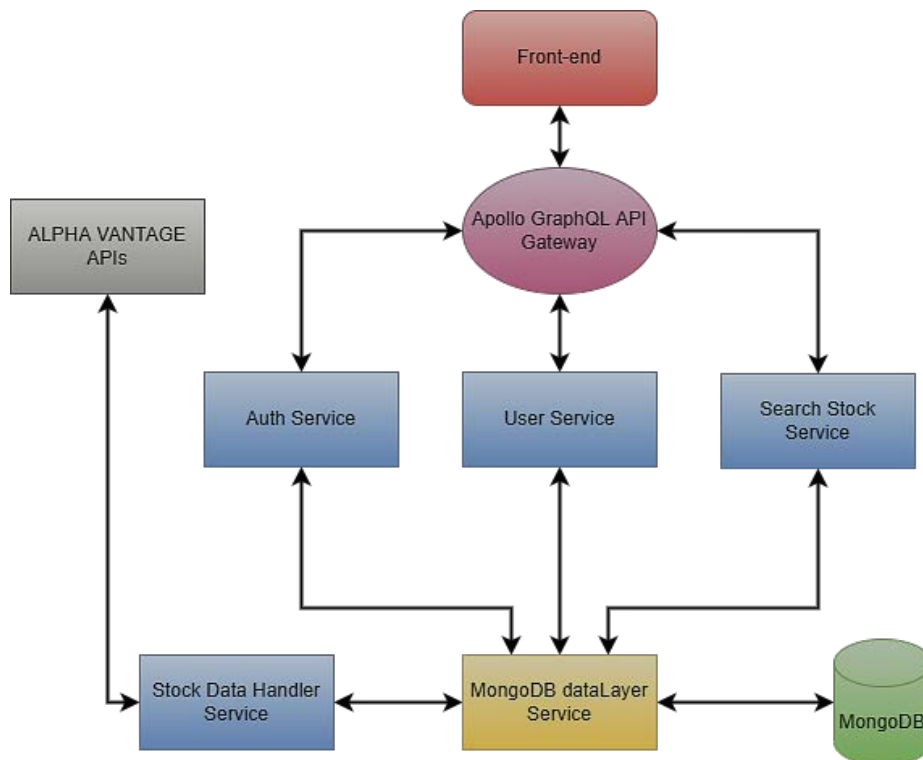 Front-end
Apollo GraphQL API
Gateway
ALPHA VANTAGE
APIs
Auth Service
User Service
Search Stock
Service
Stock Data Handler
Service
MongoDB dataLayer
Service
MongoDB